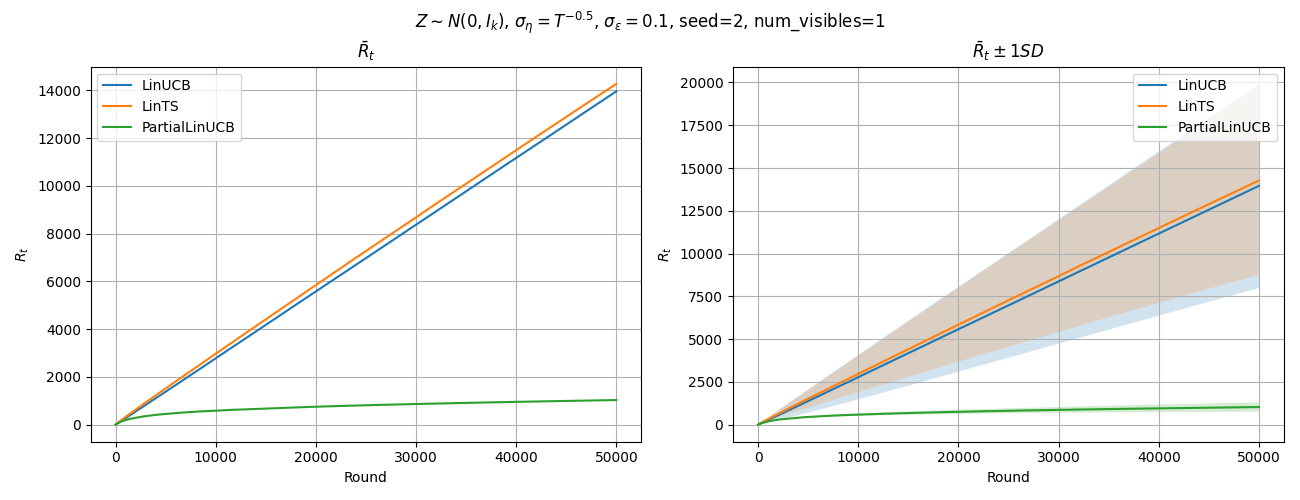 Z ∼ N(0, I_k), σ_η = T^{-0.5}, σ_ε = 0.1, seed=2, num_visibles=1
R̄_t
14000
12000
10000
8000
6000
4000
2000
0
R_t
LinUCB
LinTS
PartialLinUCB
0 10000 20000 30000 40000 50000
Round
R̄_t ± 1SD
20000
17500
15000
12500
10000
7500
5000
2500
0
R_t
LinUCB
LinTS
PartialLinUCB
0 10000 20000 30000 40000 50000
Round